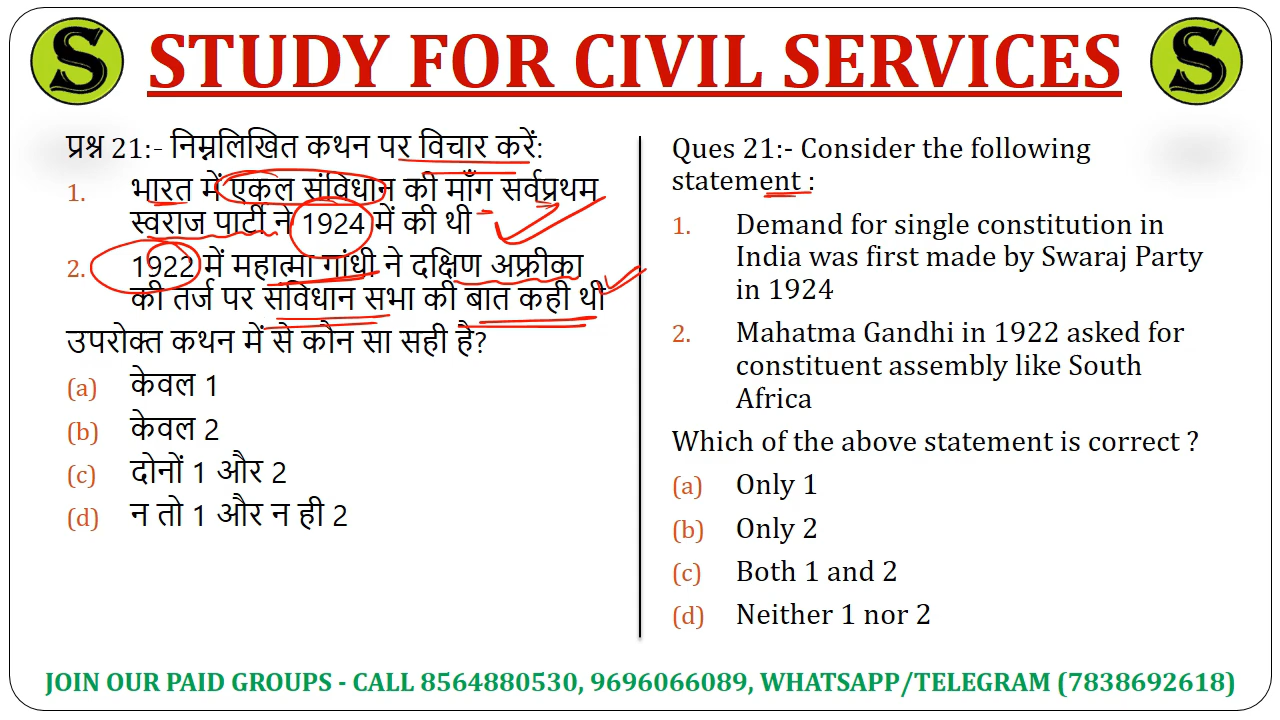 S STUDY FOR CIVIL SERVICES S
प्रश्न 21:- निम्नलिखित कथन पर विचार करें:
1. भारत में एकल संविधान की माँग सर्वप्रथम
स्वराज पार्टी ने 1924 में की थी
2. 1922 में महात्मा गांधी ने दक्षिण अफ्रीका
की तर्ज पर संविधान सभा की बात कही थी
उपरोक्त कथन में से कौन सा सही है?
(a) केवल 1
(b) केवल 2
(c) दोनों 1 और 2
(d) न तो 1 और न ही 2
Ques 21:- Consider the following
statement :
1. Demand for single constitution in
India was first made by Swaraj Party
in 1924
2. Mahatma Gandhi in 1922 asked for
constituent assembly like South
Africa
Which of the above statement is correct ?
(a) Only 1
(b) Only 2
(c) Both 1 and 2
(d) Neither 1 nor 2
JOIN OUR PAID GROUPS - CALL 8564880530, 9696066089, WHATSAPP/TELEGRAM (7838692618)